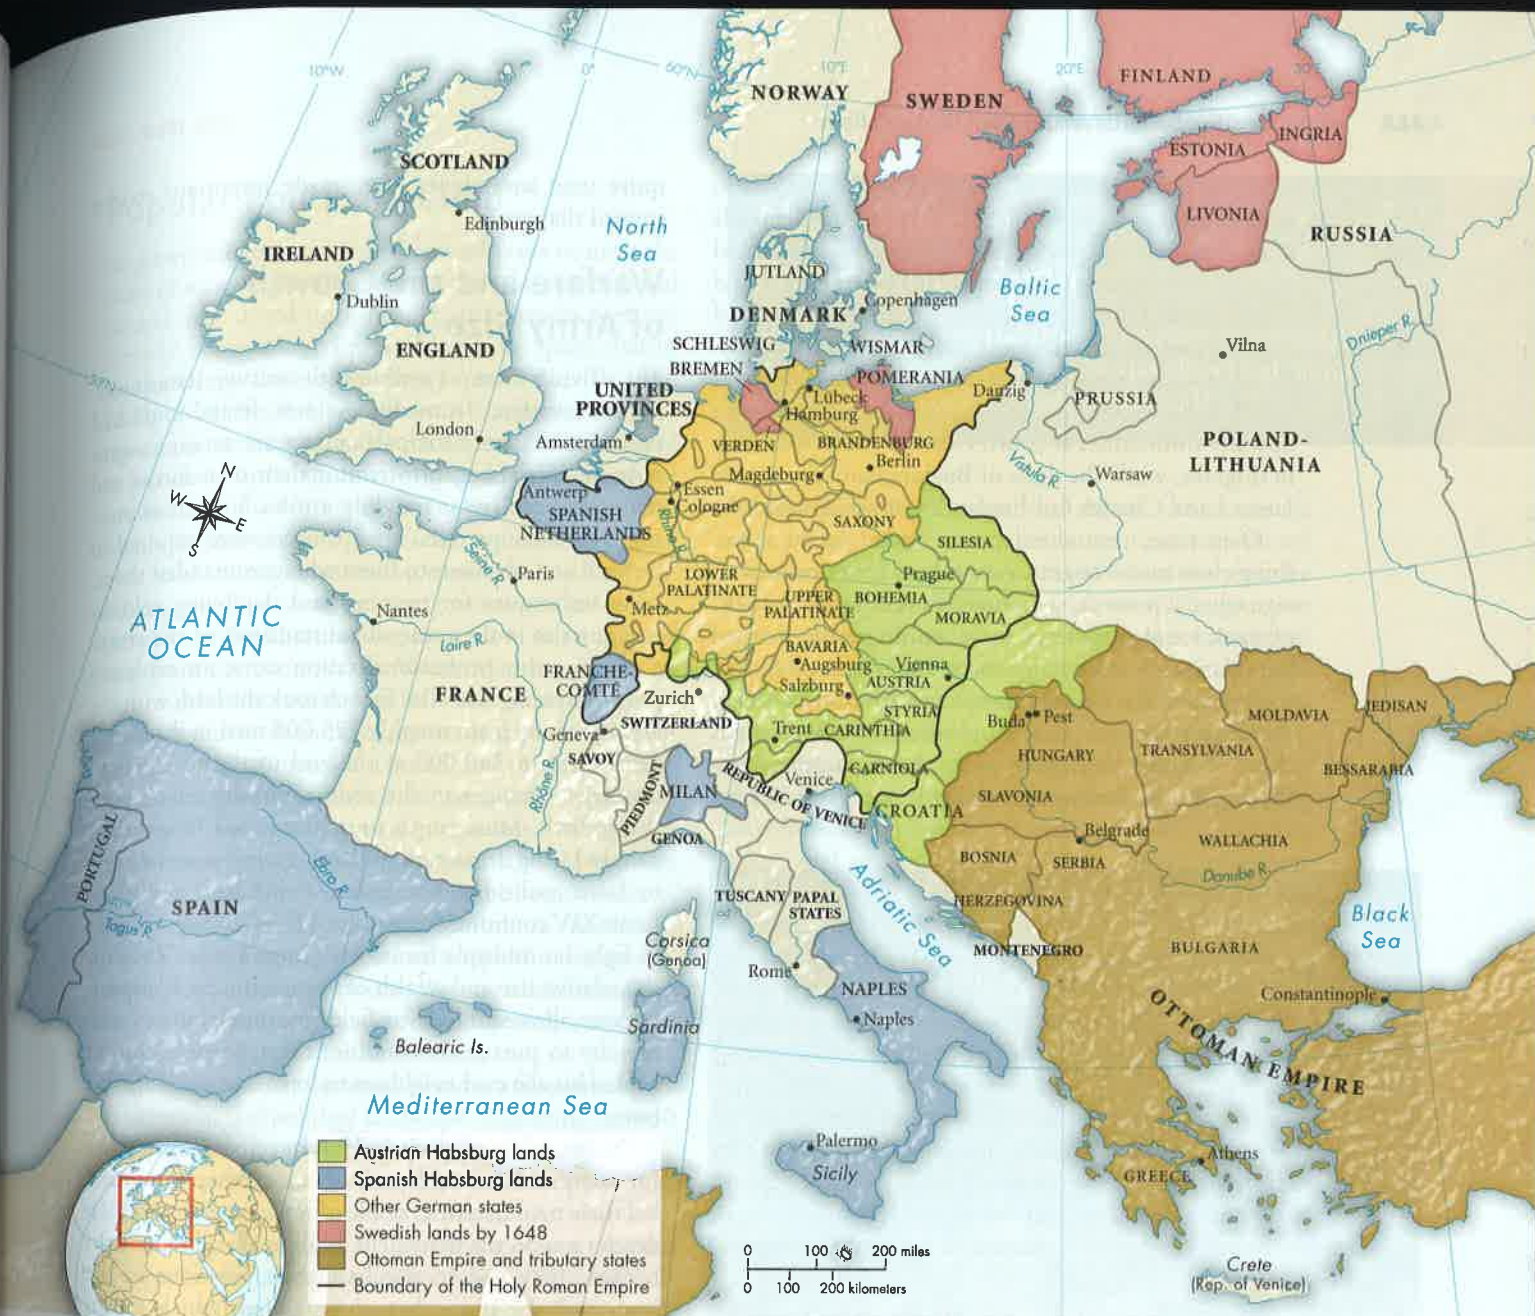 10°W
0°
60°N
10°E
20°E
30°E
NORWAY
SWEDEN
FINLAND
INGRIA
ESTONIA
LIVONIA
RUSSIA
SCOTLAND
Edinburgh
North
Sea
IRELAND
Dublin
JUTLAND
Copenhagen
DENMARK
Baltic
Sea
ENGLAND
SCHLESWIG
WISMAR
BREMEN
POMERANIA
Danzig
Vilna
Dnieper R.
PRUSSIA
50°N
UNITED
PROVINCES
Lübeck
Hamburg
London
Amsterdam
VERDEN
BRANDENBURG
Berlin
Magdeburg
POLAND-
LITHUANIA
Vistula R.
Warsaw
N
W
E
S
Antwerp
Essen
Cologne
SPANISH
NETHERLANDS
Rhine R.
SAXONY
SILESIA
Seine R.
Paris
LOWER
PALATINATE
Prague
BOHEMIA
UPPER
PALATINATE
MORAVIA
Metz
Nantes
ATLANTIC
OCEAN
Loire R.
BAVARIA
Augsburg
Vienna
AUSTRIA
Salzburg
FRANCE
FRANCHE-
COMTÉ
Zurich
SWITZERLAND
STYRIA
Buda
Pest
Geneva
Trent
CARINTHIA
HUNGARY
TRANSYLVANIA
MOLDAVIA
JEDISAN
BESSARABIA
SAVOY
Rhône R.
PIEDMONT
MILAN
REPUBLIC OF VENICE
Venice
CARNIOLA
CROATIA
SLAVONIA
GENOA
Belgrade
WALLACHIA
PORTUGAL
Ebro R.
BOSNIA
SERBIA
Danube R.
SPAIN
Tagus R.
TUSCANY
PAPAL
STATES
Adriatic Sea
HERZEGOVINA
Black
Sea
Corsica
(Genoa)
MONTENEGRO
BULGARIA
Rome
NAPLES
Naples
Constantinople
OTTOMAN EMPIRE
Sardinia
Balearic Is.
Mediterranean Sea
Palermo
Sicily
Athens
GREECE
Austrian Habsburg lands
Spanish Habsburg lands
Other German states
Swedish lands by 1648
Ottoman Empire and tributary states
Boundary of the Holy Roman Empire
0 100 200 miles
0 100 200 kilometers
Crete
(Rep. of Venice)